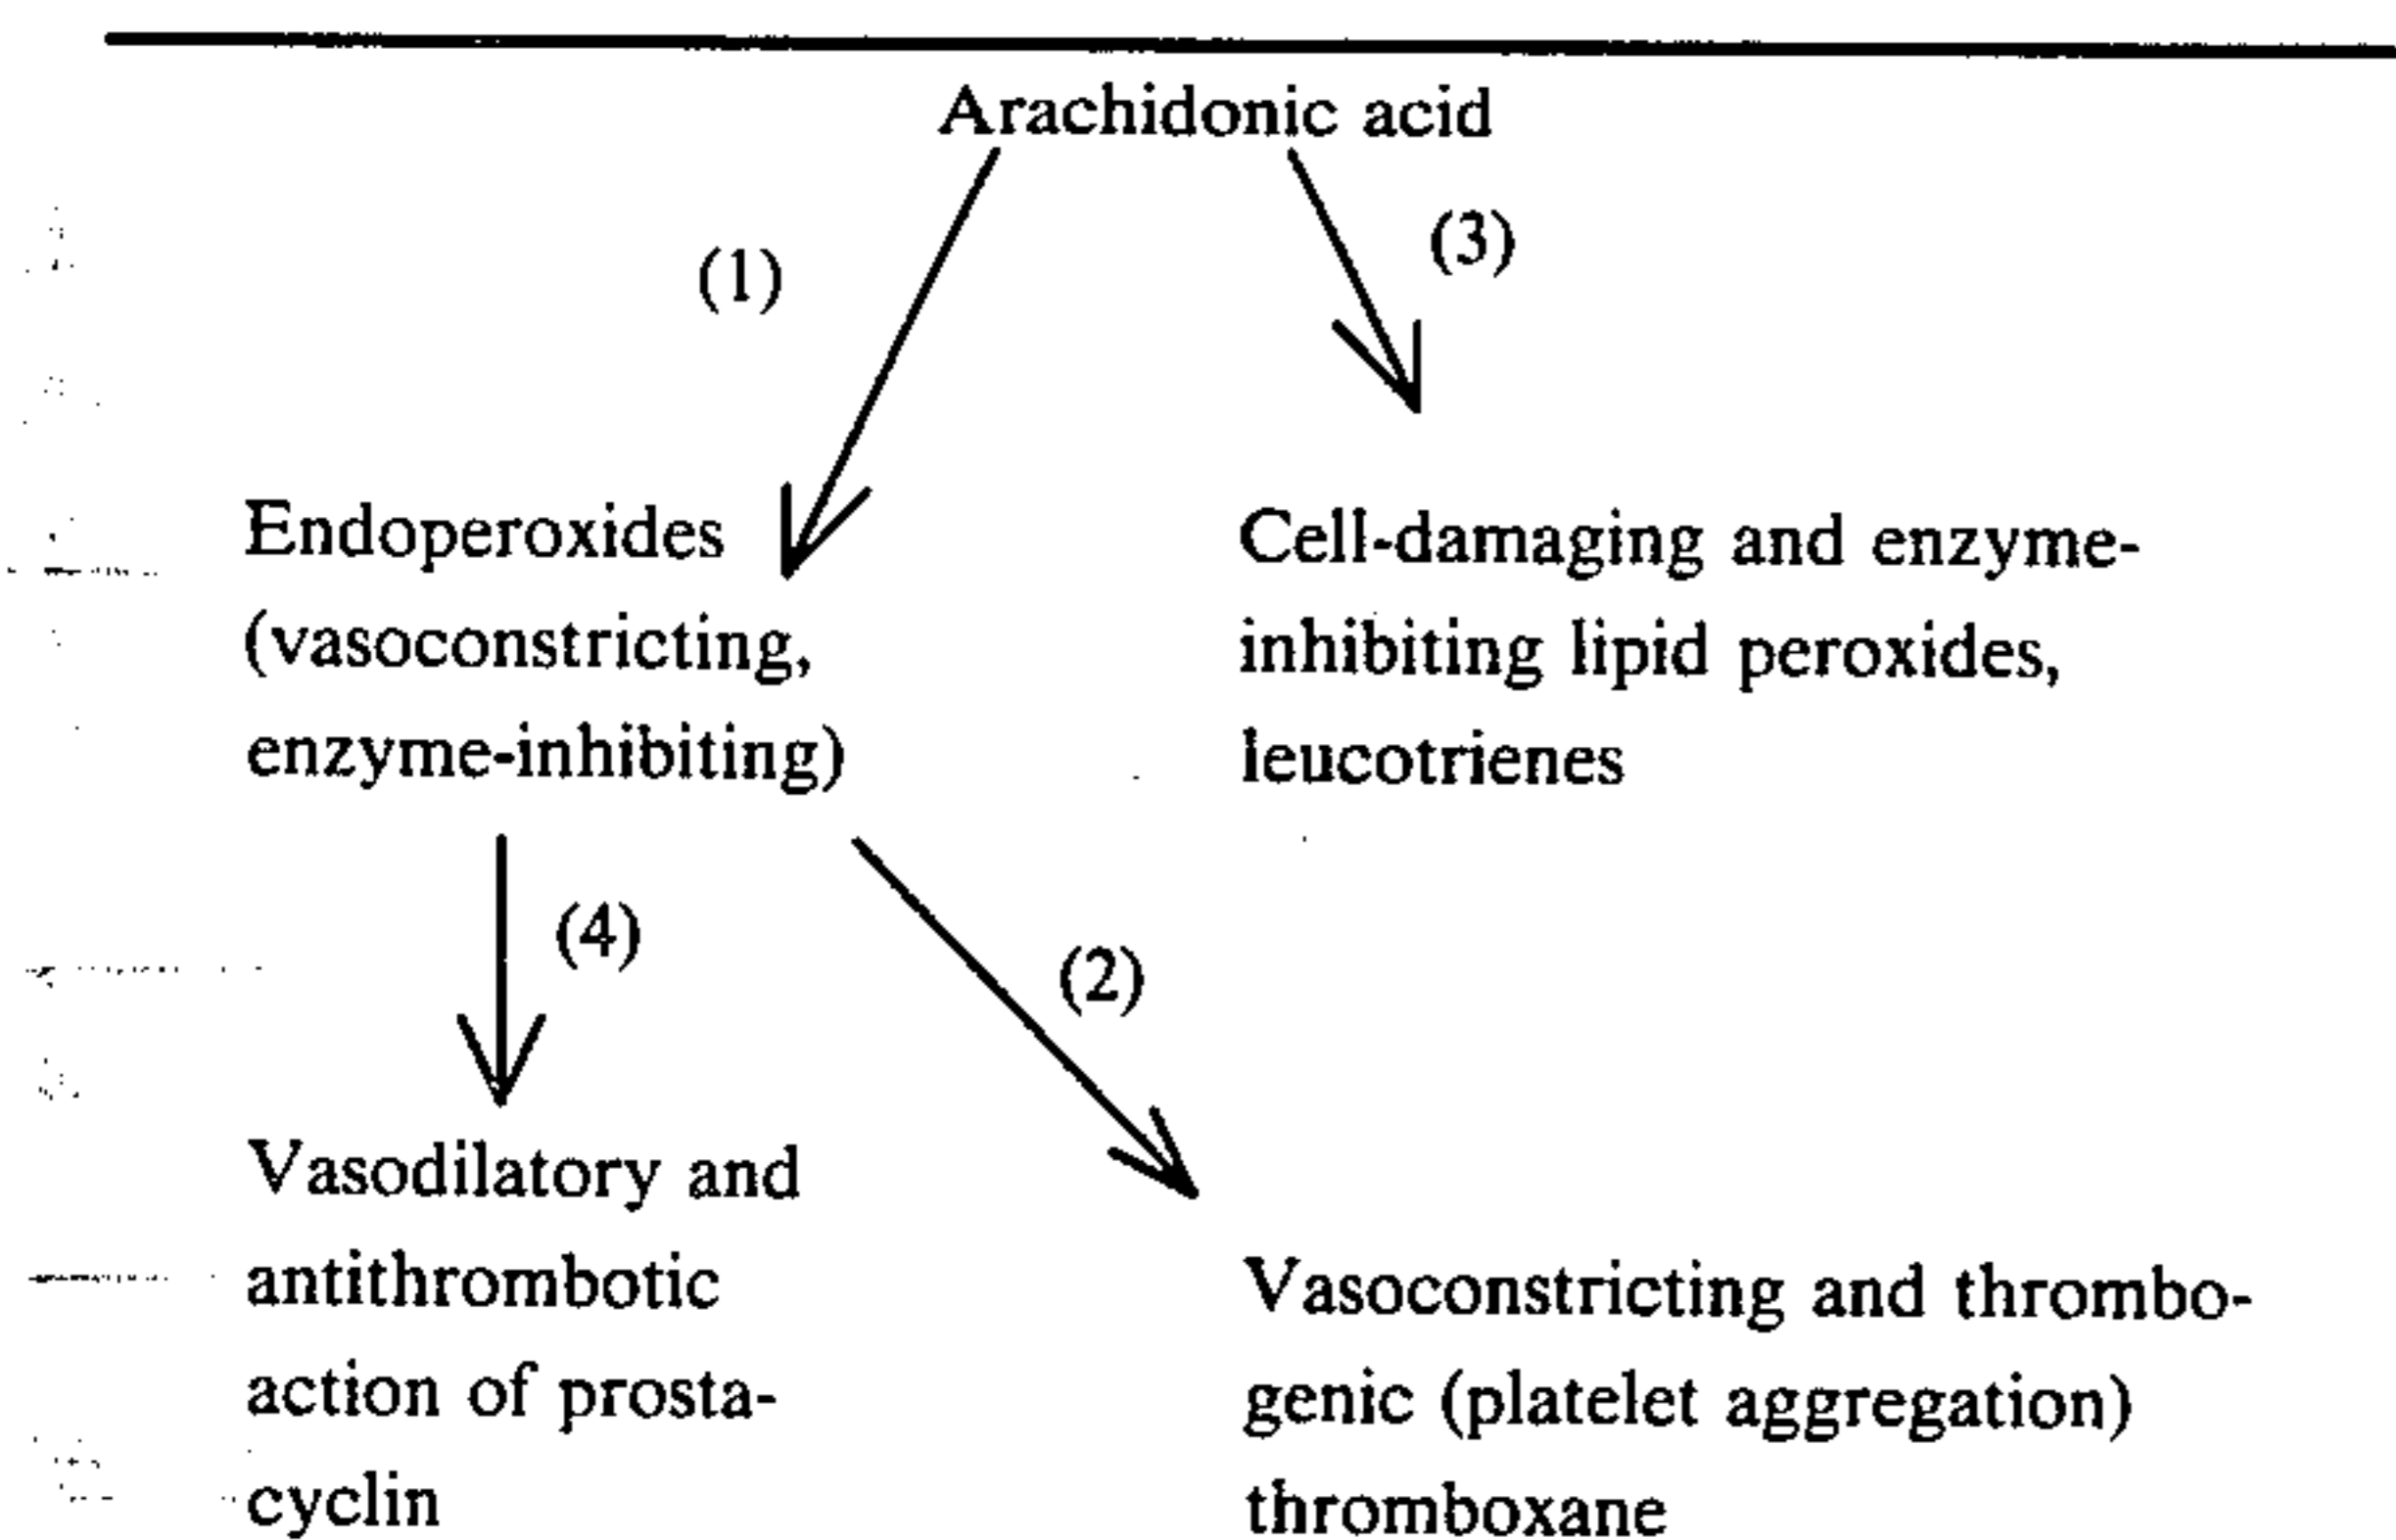 Arachidonic acid
(1)
(3)
Endoperoxides
(vasoconstricting,
enzyme-inhibiting)
Cell-damaging and enzyme-
inhibiting lipid peroxides,
leucotrienes
(4)
(2)
Vasodilatory and
antithrombotic
action of prosta-
cyclin
Vasoconstricting and thrombo-
genic (platelet aggregation)
thromboxane